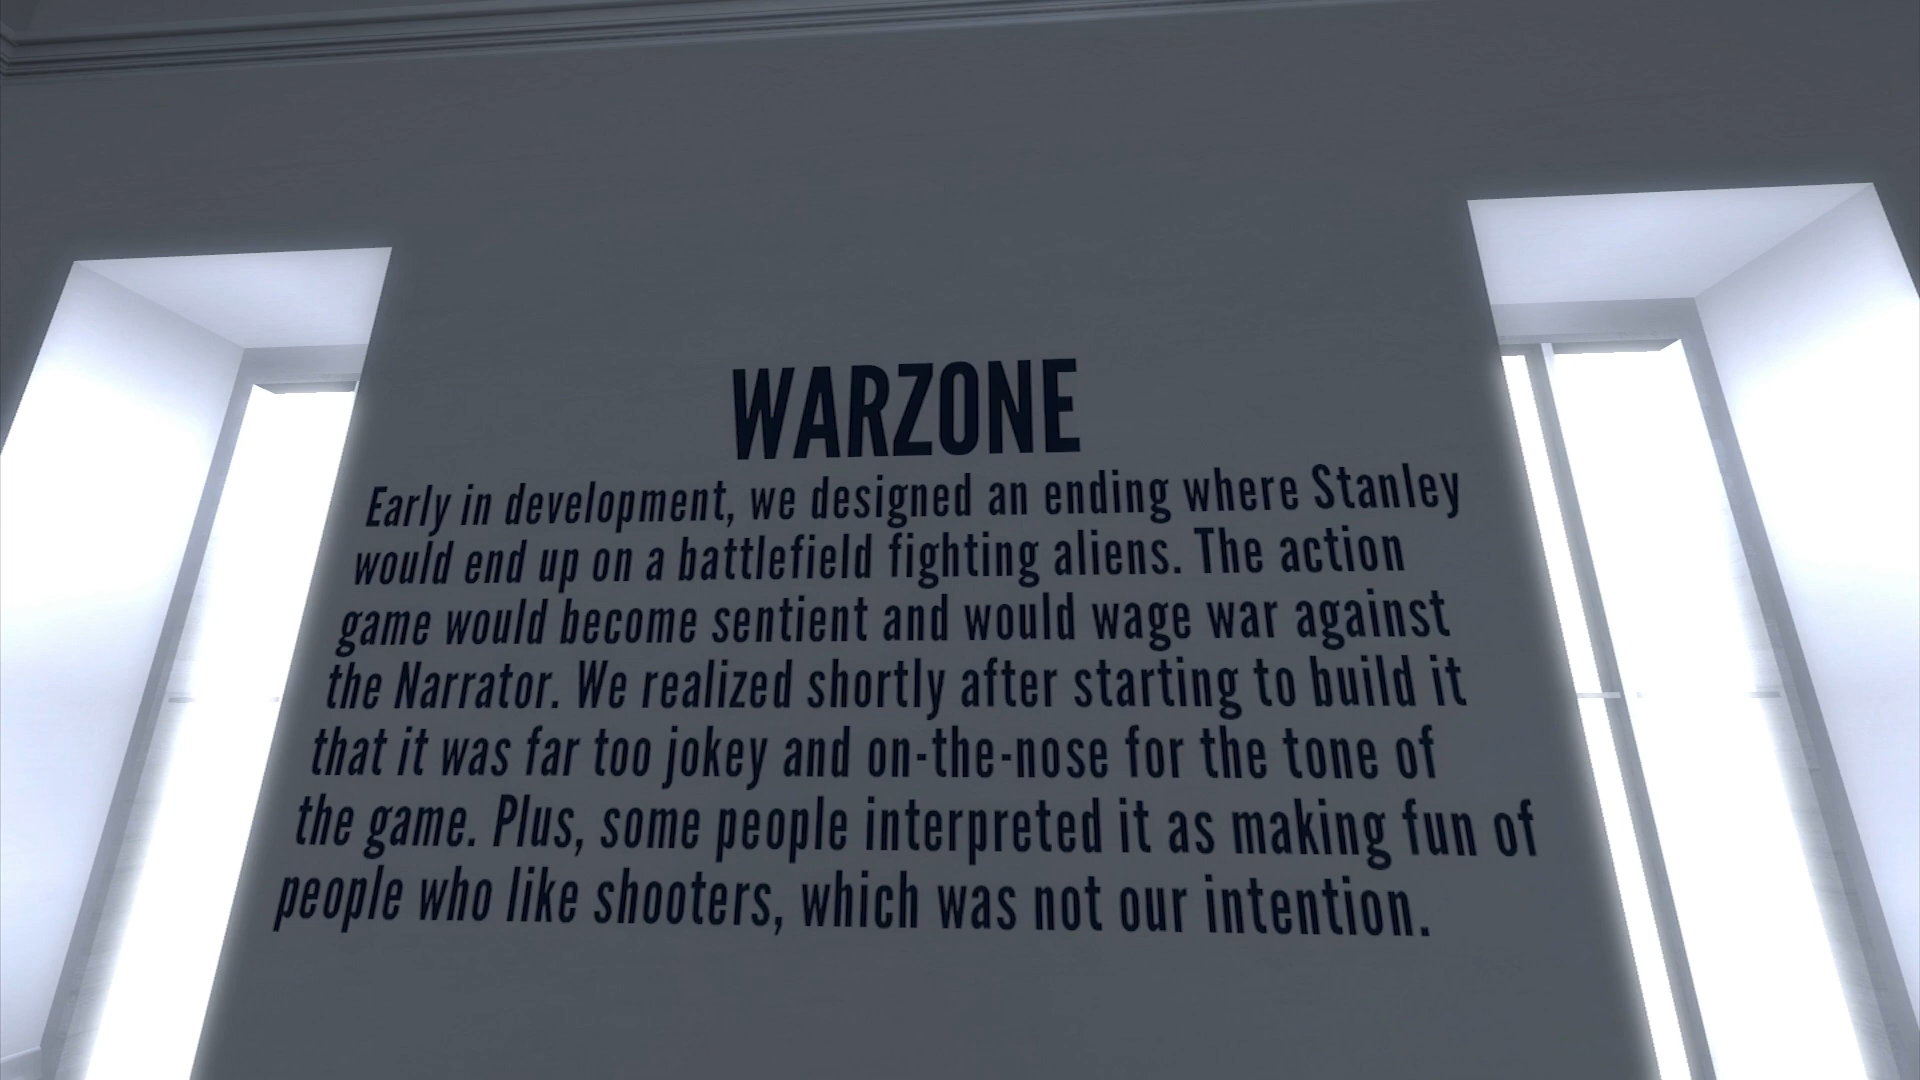 WARZONE
Early in development, we designed an ending where Stanley
would end up on a battlefield fighting aliens. The action
game would become sentient and would wage war against
the Narrator. We realized shortly after starting to build it
that it was far too jokey and on-the-nose for the tone of
the game. Plus, some people interpreted it as making fun of
people who like shooters, which was not our intention.